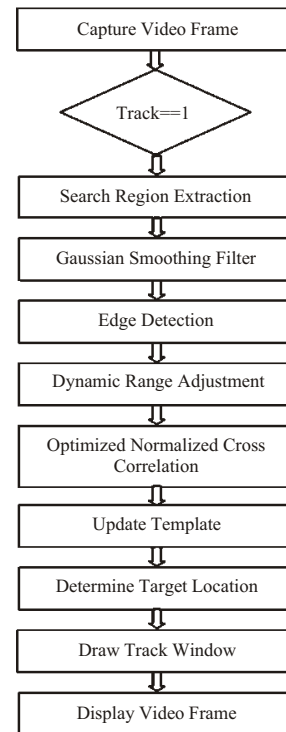 Capture Video Frame
Track==1
Search Region Extraction
Gaussian Smoothing Filter
Edge Detection
Dynamic Range Adjustment
Optimized Normalized Cross
Correlation
Update Template
Determine Target Location
Draw Track Window
Display Video Frame